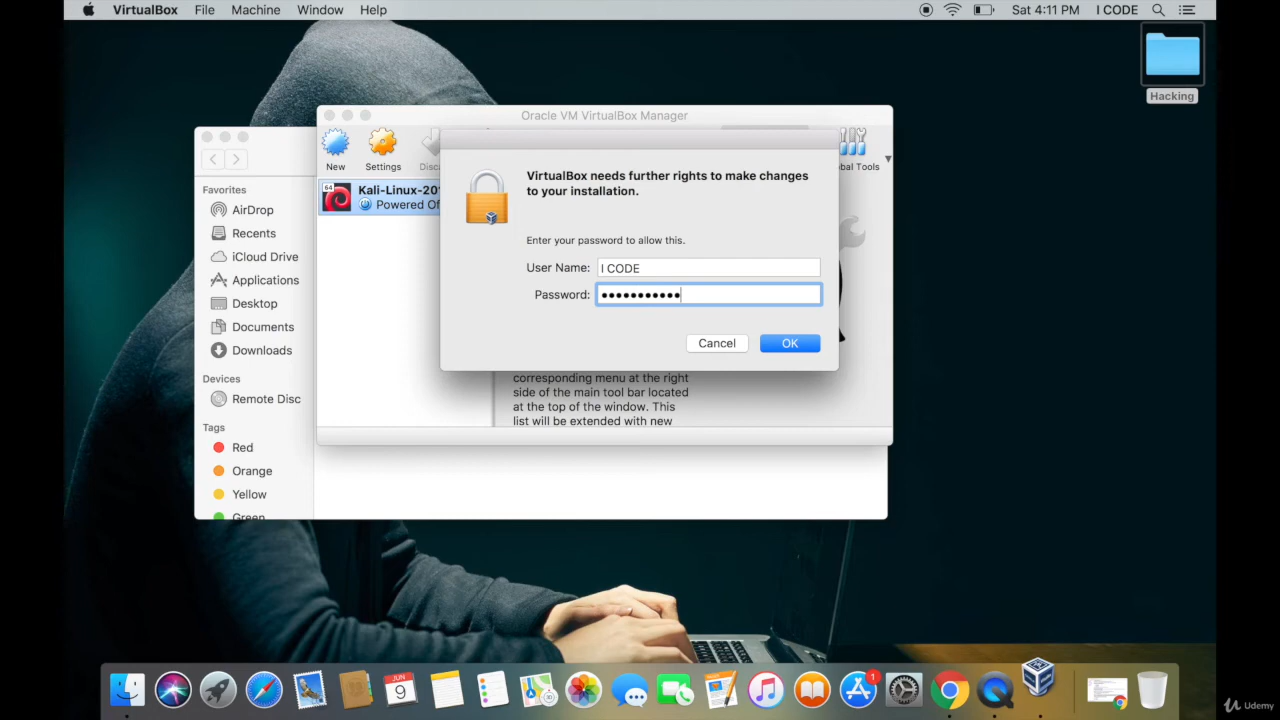 VirtualBox File Machine Window Help
Sat 4:11 PM I CODE
Hacking
Oracle VM VirtualBox Manager
New
Settings
Disca
bal Tools
64
Kali-Linux-20
Powered Of
Favorites
AirDrop
Recents
iCloud Drive
Applications
Desktop
Documents
Downloads
Devices
Remote Disc
Tags
Red
Orange
Yellow
Green
VirtualBox needs further rights to make changes
to your installation.
Enter your password to allow this.
User Name: I CODE
Password: •••••••••••
Cancel
OK
corresponding menu at the right
side of the main tool bar located
at the top of the window. This
list will be extended with new
JUN
9
1
Udemy